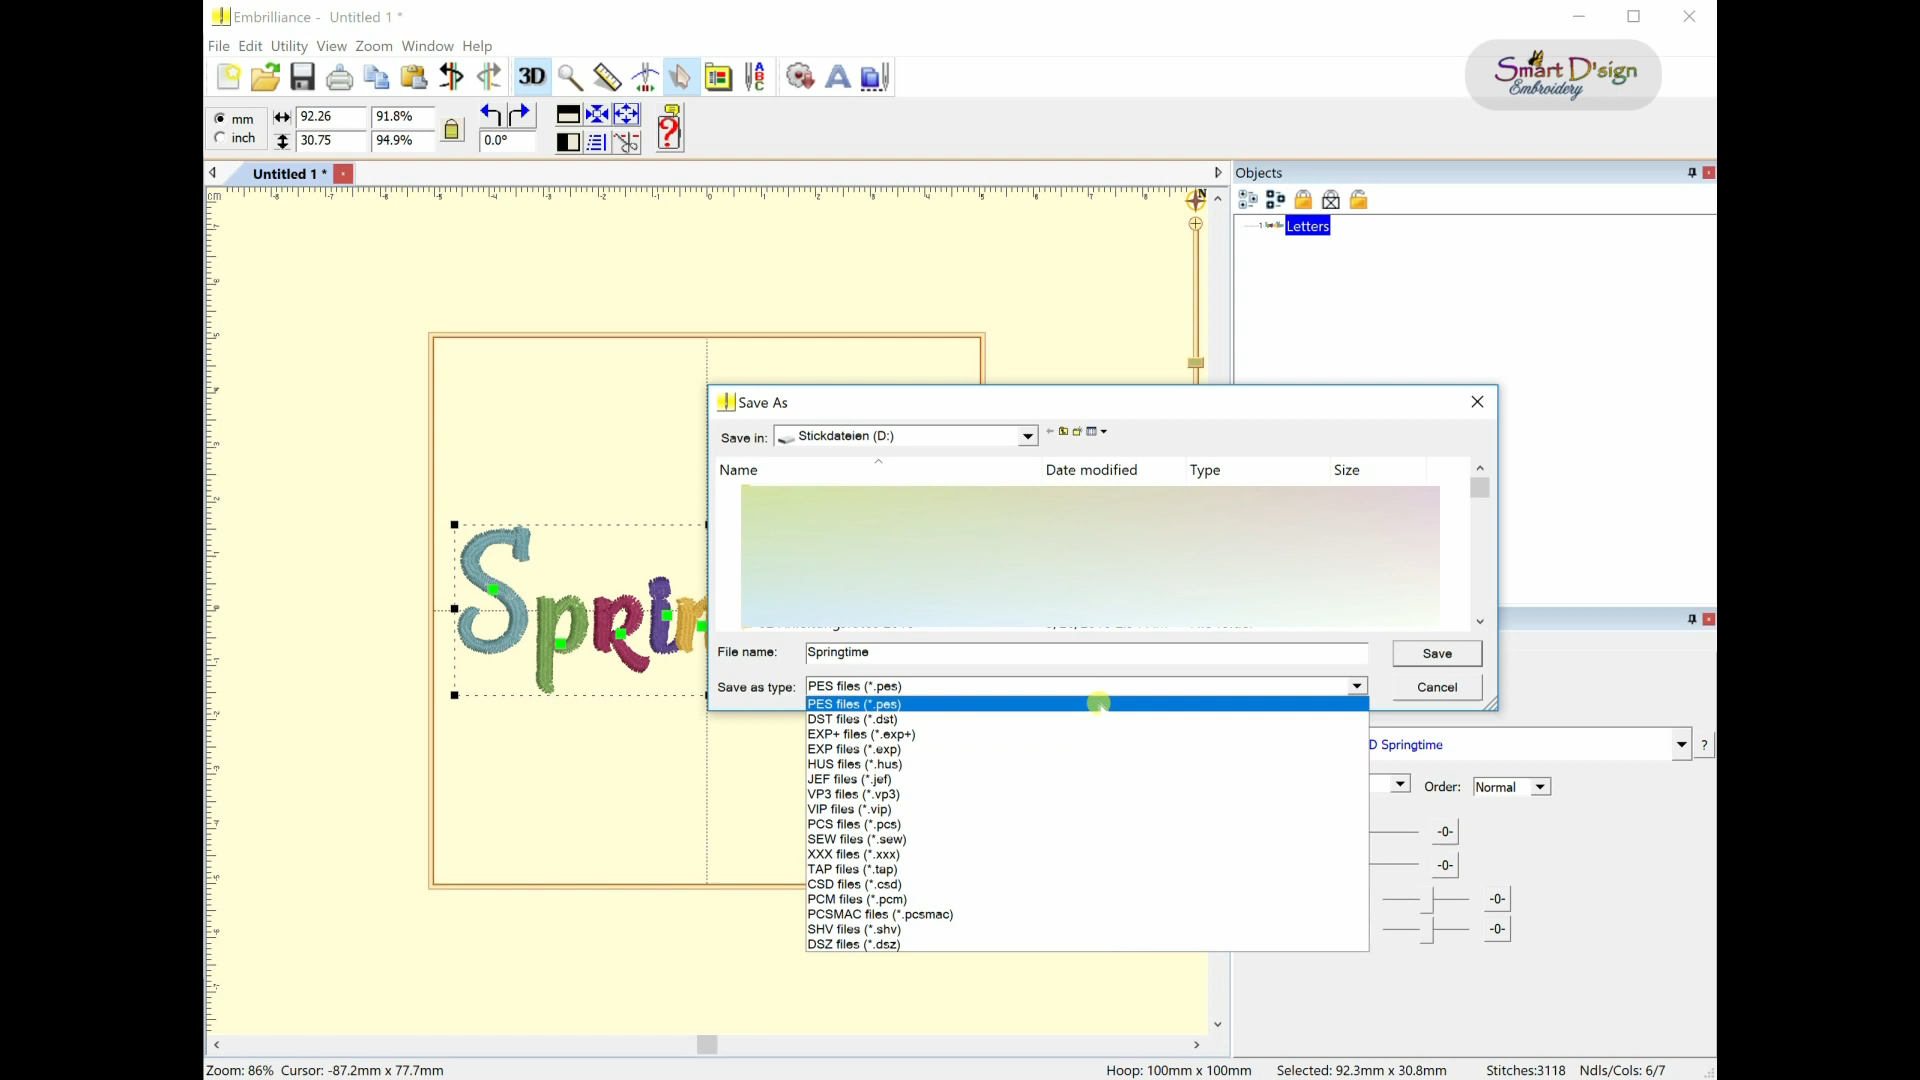 Embrilliance - Untitled 1 *
File Edit Utility View Zoom Window Help
3D
ABC
Smart D'sign
Embroidery
mm 92.26 91.8%
inch 30.75 94.9% 0.0°
Untitled 1 *
Objects
cm
N
1 Letters
Save As
Save in: Stickdateien (D:)
Name Date modified Type Size
File name: Springtime Save
Save as type: PES files (*.pes) Cancel
PES files (*.pes)
DST files (*.dst)
EXP+ files (*.exp+)
EXP files (*.exp)
HUS files (*.hus)
JEF files (*.jef)
VP3 files (*.vp3)
VIP files (*.vip)
PCS files (*.pcs)
SEW files (*.sew)
XXX files (*.xxx)
TAP files (*.tap)
CSD files (*.csd)
PCM files (*.pcm)
PCSMAC files (*.pcsmac)
SHV files (*.shv)
DSZ files (*.dsz)
Sprin
D Springtime ?
Order: Normal
-0-
-0-
-0-
-0-
Zoom: 86% Cursor: -87.2mm x 77.7mm Hoop: 100mm x 100mm Selected: 92.3mm x 30.8mm Stitches:3118 Ndls/Cols: 6/7